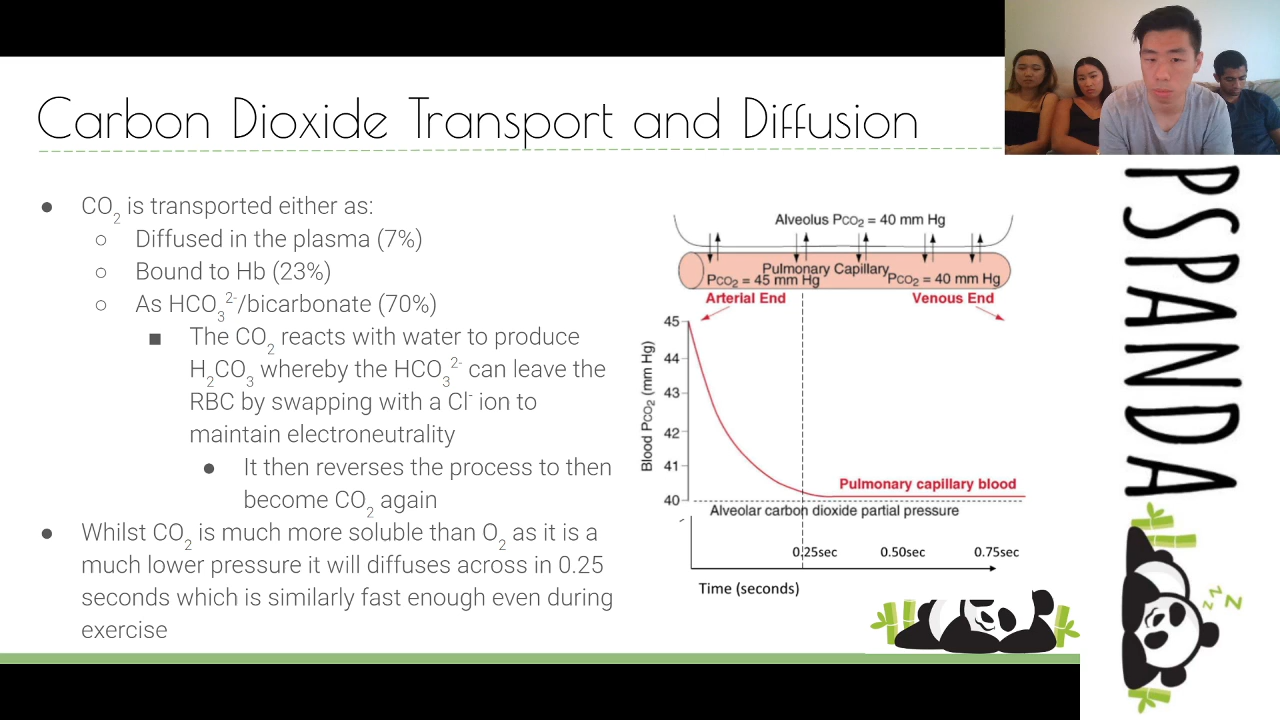 Carbon Dioxide Transport and Diffusion
● CO₂ is transported either as:
○ Diffused in the plasma (7%)
○ Bound to Hb (23%)
○ As HCO₃²⁻/bicarbonate (70%)
■ The CO₂ reacts with water to produce
H₂CO₃ whereby the HCO₃²⁻ can leave the
RBC by swapping with a Cl⁻ ion to
maintain electroneutrality
● It then reverses the process to then
become CO₂ again
● Whilst CO₂ is much more soluble than O₂ as it is a
much lower pressure it will diffuses across in 0.25
seconds which is similarly fast enough even during
exercise
Alveolus PCO₂ = 40 mm Hg
Pulmonary Capillary
PCO₂ = 45 mm Hg
PCO₂ = 40 mm Hg
Arterial End
Venous End
45
44
43
42
41
40
Blood PCO₂ (mm Hg)
Pulmonary capillary blood
Alveolar carbon dioxide partial pressure
0.25sec
0.50sec
0.75sec
Time (seconds)
PSPANDA
z z Z